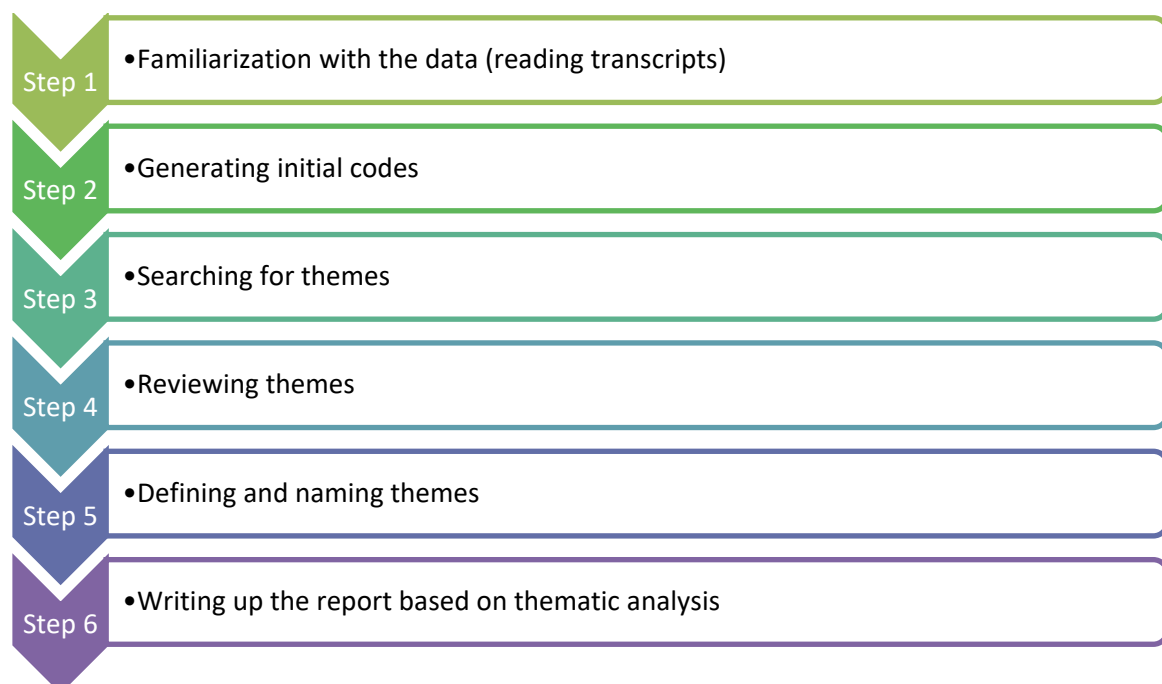 Step 1
•Familiarization with the data (reading transcripts)
Step 2
•Generating initial codes
Step 3
•Searching for themes
Step 4
•Reviewing themes
Step 5
•Defining and naming themes
Step 6
•Writing up the report based on thematic analysis